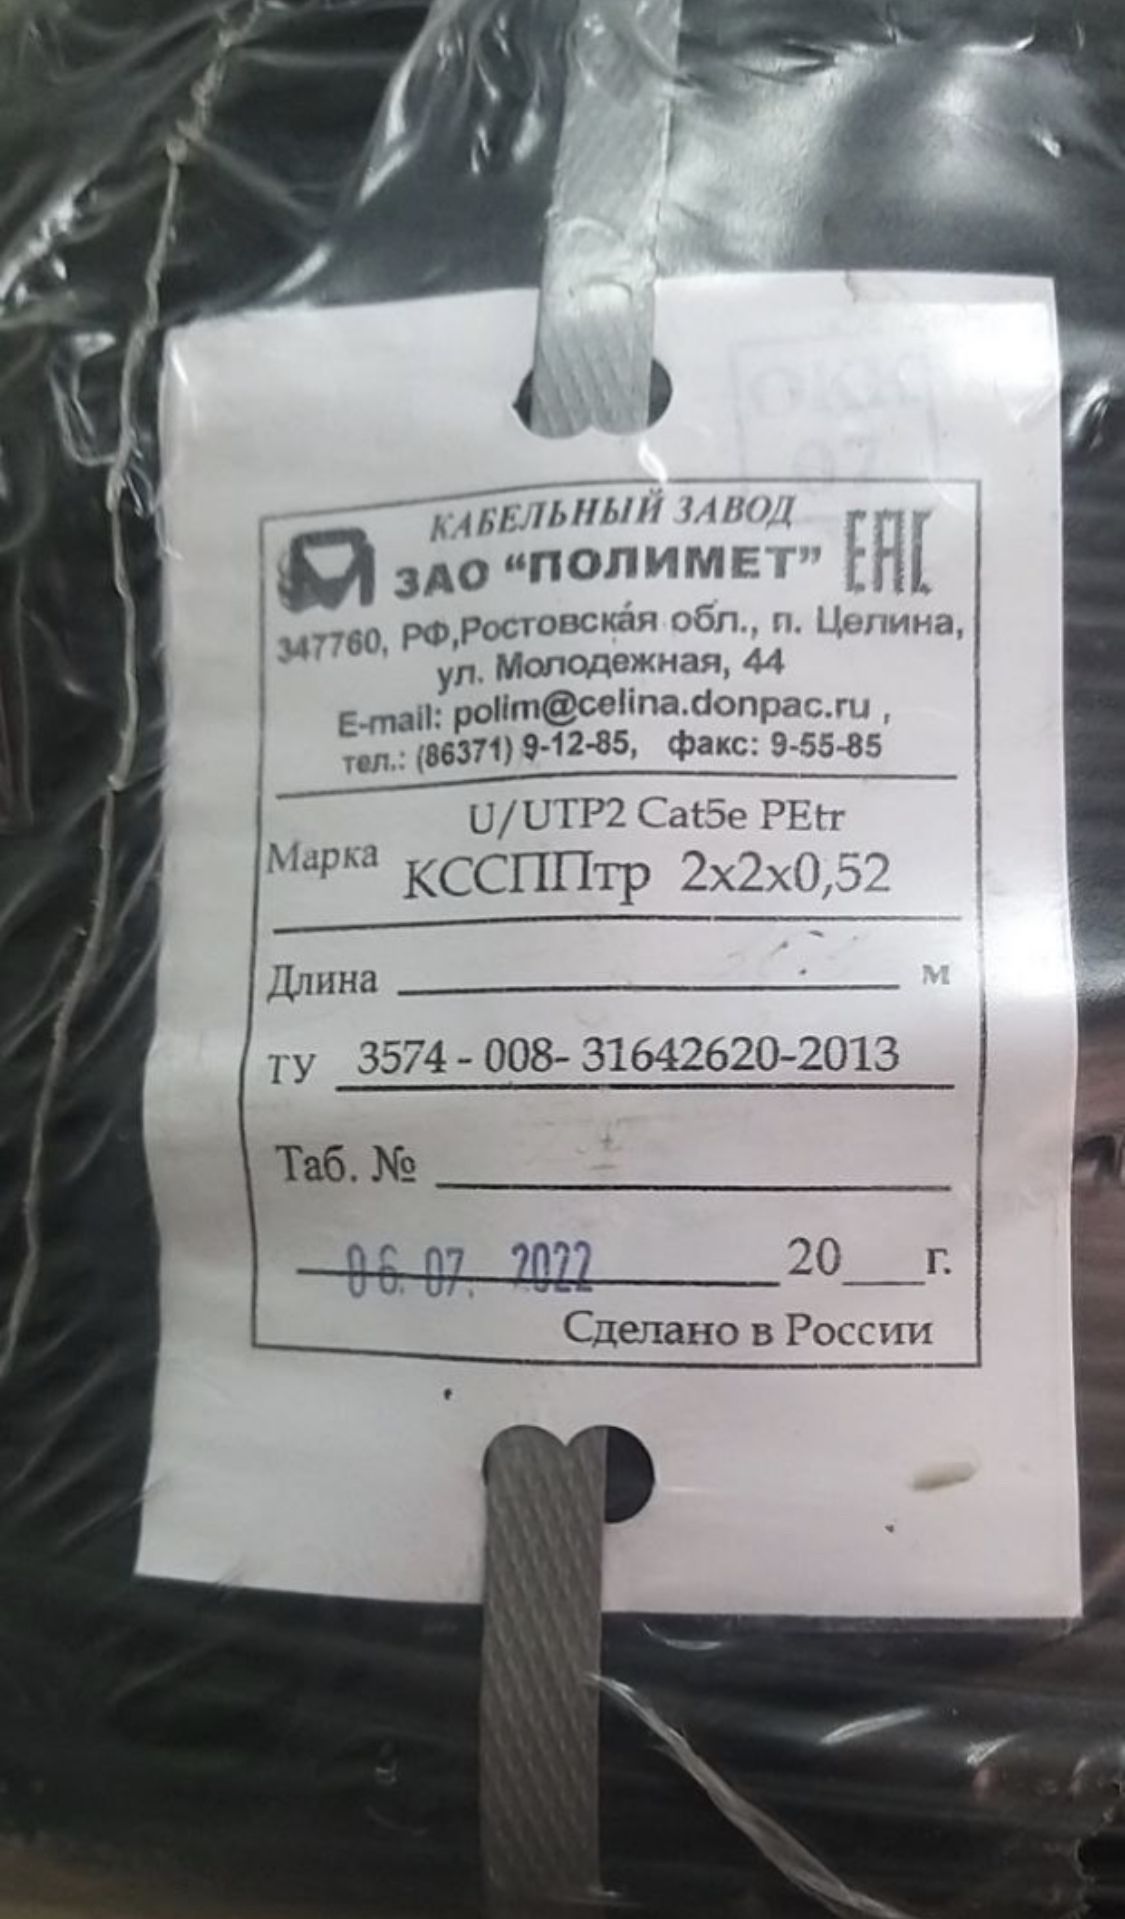 КАБЕЛЬНЫЙ ЗАВОД
ЗАО “ПОЛИМЕТ” ЕАС
347760, РФ,Ростовская обл., п. Целина,
ул. Молодежная, 44
E-mail: polim@celina.donpac.ru ,
тел.: (86371) 9-12-85, факс: 9-55-85
U/UTP2 Cat5e PEtr
Марка КССППтр 2x2x0,52
Длина м
ТУ 3574 - 008- 31642620-2013
Таб. №
06. 07. 2022 20___г.
Сделано в России